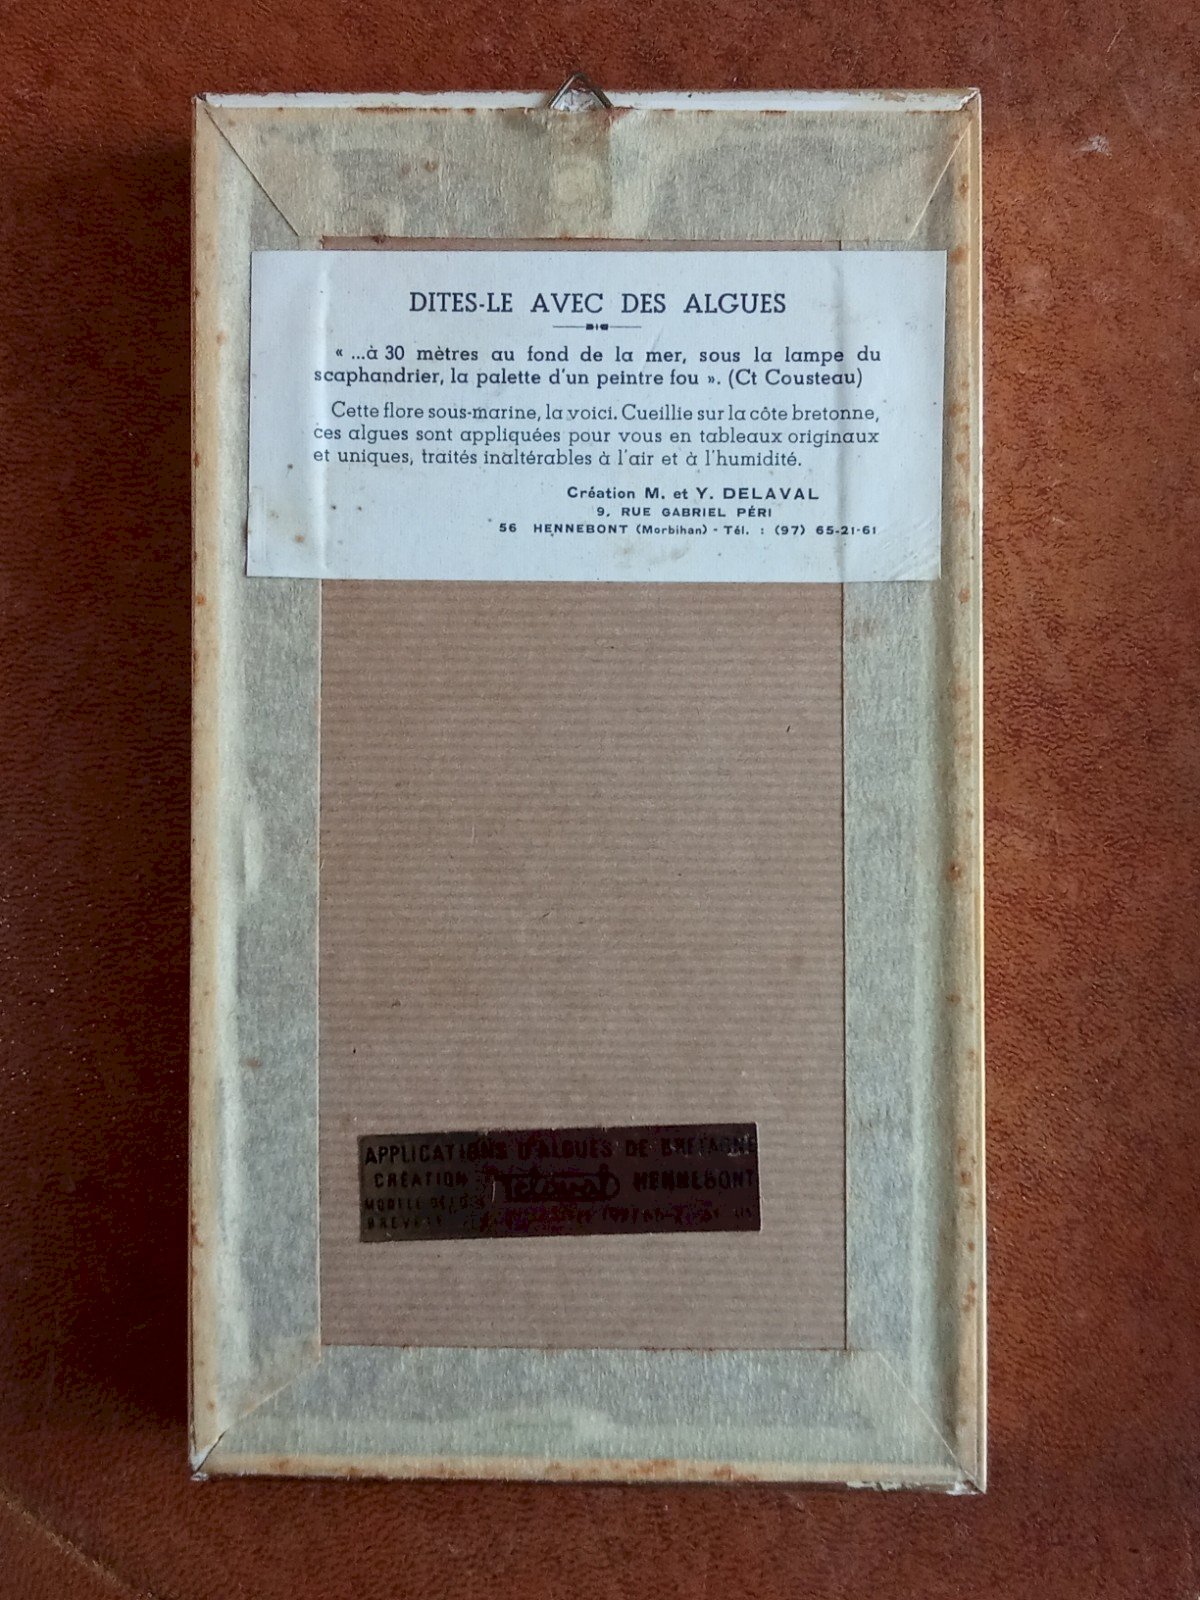 DITES-LE AVEC DES ALGUES
« ...à 30 mètres au fond de la mer, sous la lampe du
scaphandrier, la palette d'un peintre fou ». (Ct Cousteau)
Cette flore sous-marine, la voici. Cueillie sur la côte bretonne,
ces algues sont appliquées pour vous en tableaux originaux
et uniques, traités inaltérables à l'air et à l'humidité.
Création M. et Y. DELAVAL
9, RUE GABRIEL PÉRI
56 HENNEBONT (Morbihan) - Tél. : (97) 65-21-61
APPLICATIONS D'ALGUES DE BRETAGNE
CRÉATION Delaval HENNEBONT
MODÈLE
BREVETÉ